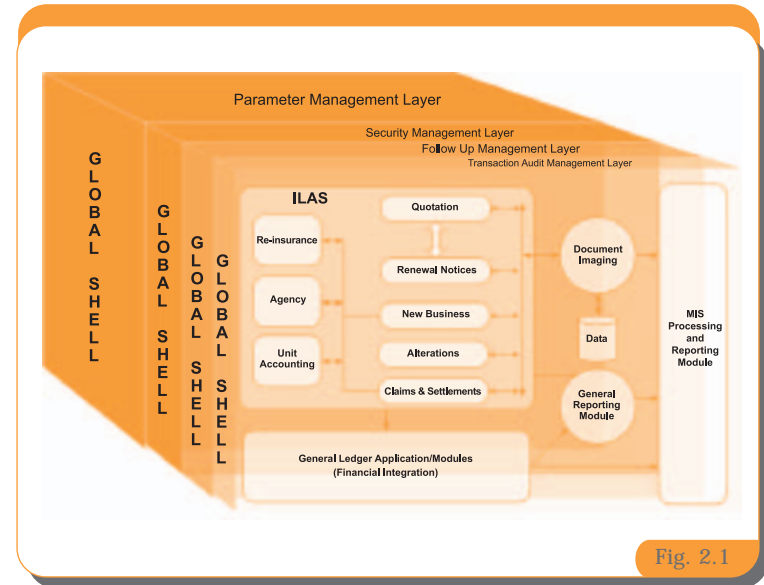 Parameter Management Layer
Security Management Layer
Follow Up Management Layer
Transaction Audit Management Layer
GLOBAL SHELL
GLOBAL SHELL
GLOBAL SHELL
GLOBAL SHELL
ILAS
Re-insurance
Agency
Unit
Accounting
Quotation
Renewal Notices
New Business
Alterations
Claims & Settlements
Document
Imaging
Data
General
Reporting
Module
MIS
Processing
and
Reporting
Module
General Ledger Application/Modules
(Financial Integration)
Fig. 2.1